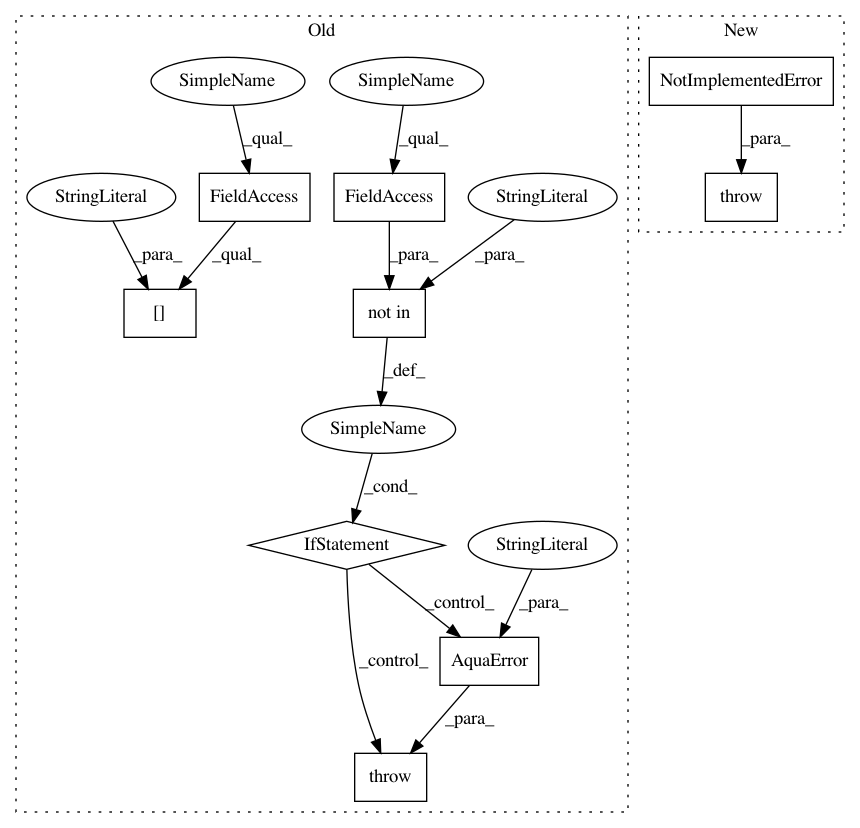 Old
New
SimpleName
SimpleName
NotImplementedError
_qual_
_qual_
_para_
StringLiteral
FieldAccess
FieldAccess
StringLiteral
throw
_para_
_qual_
_para_
_para_
[]
not in
_def_
SimpleName
_cond_
IfStatement
StringLiteral
_control_
_para_
_control_
AquaError
_para_
throw